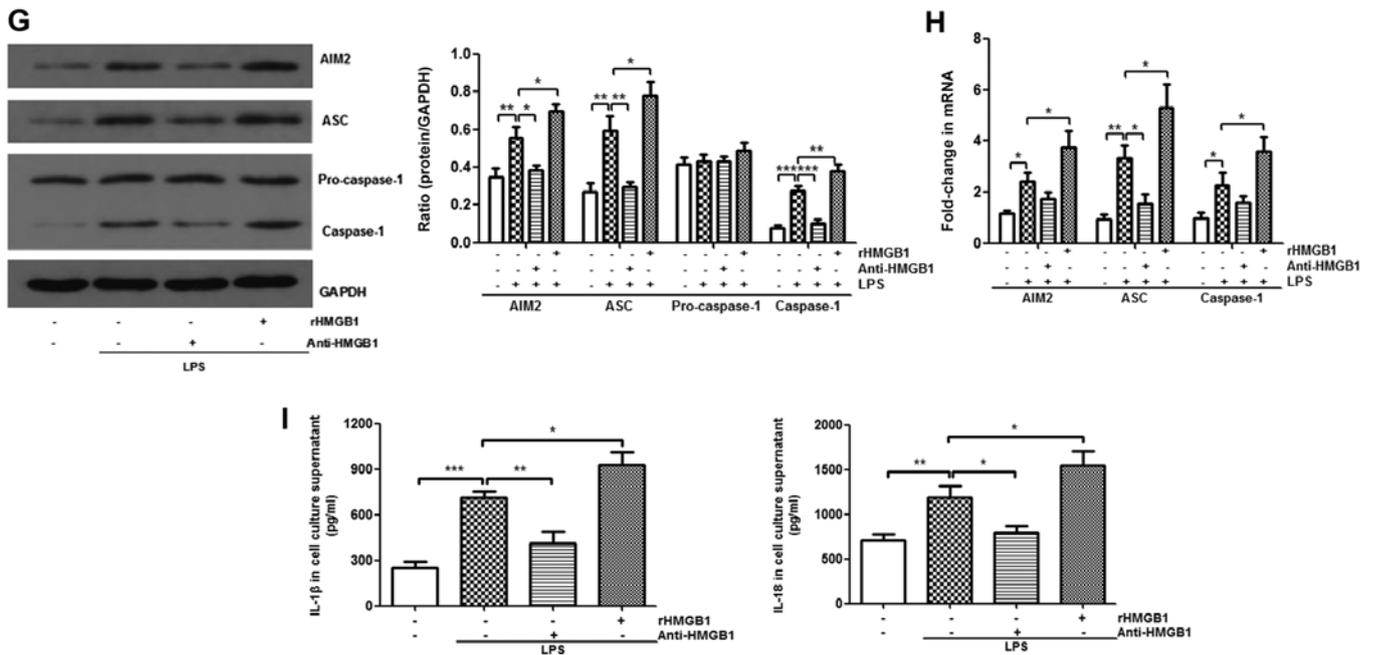 G
AIM2
ASC
Pro-caspase-1
Caspase-1
GAPDH
- - - + rHMGB1
- - + - Anti-HMGB1
LPS
Ratio (protein/GAPDH)
1.0
0.8
0.6
0.4
0.2
0.0
** * *
** ** *
****** **
- - - + - - - + - - - + - - - + rHMGB1
- - + - - - + - - - + - - - + - Anti-HMGB1
- + + + - + + + - + + + - + + + LPS
AIM2 ASC Pro-caspase-1 Caspase-1
H
Fold-change in mRNA
8
6
4
2
0
* *
** * *
* *
- - - + - - - + - - - + rHMGB1
- - + - - - + - - - + - Anti-HMGB1
- + + + - + + + - + + + LPS
AIM2 ASC Caspase-1
I
IL-1β in cell culture supernatant
(pg/ml)
1200
900
600
300
0
*
*** **
- - - + rHMGB1
- - + - Anti-HMGB1
LPS
IL-18 in cell culture supernatant
(pg/ml)
2000
1500
1000
500
0
*
** *
- - - + rHMGB1
- - + - Anti-HMGB1
LPS